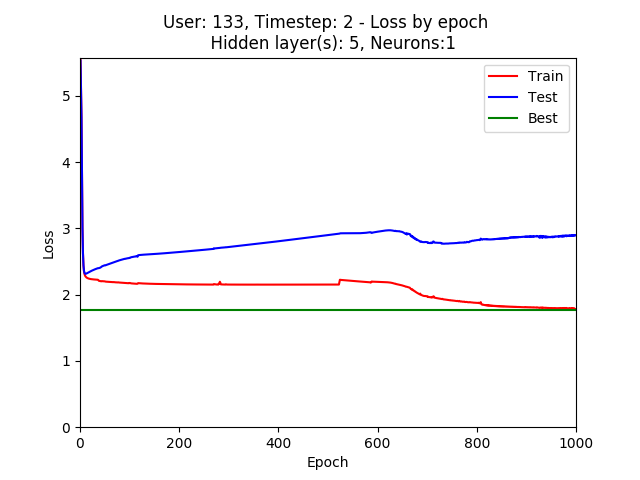 User: 133, Timestep: 2 - Loss by epoch
Hidden layer(s): 5, Neurons:1
Train
Test
Best
5
4
3
2
1
0
Loss
0
200
400
600
800
1000
Epoch